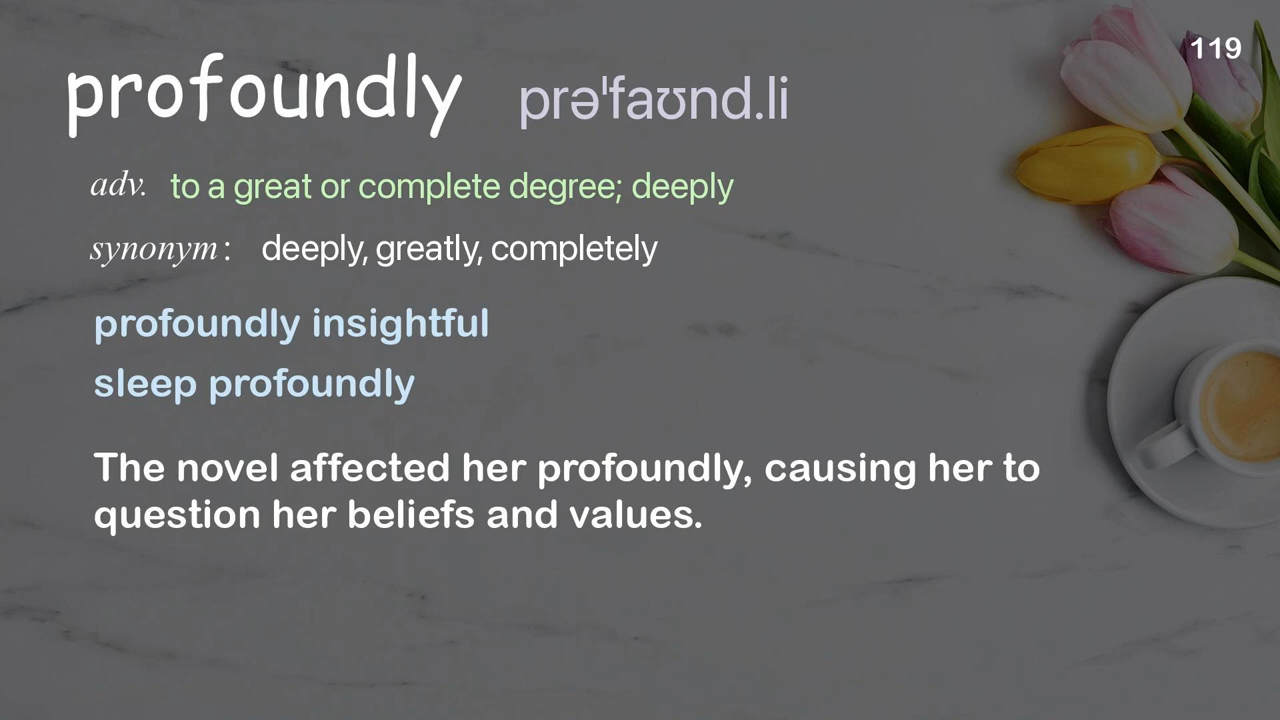 119
profoundly prəˈfaʊnd.li
adv. to a great or complete degree; deeply
synonym: deeply, greatly, completely
profoundly insightful
sleep profoundly
The novel affected her profoundly, causing her to
question her beliefs and values.